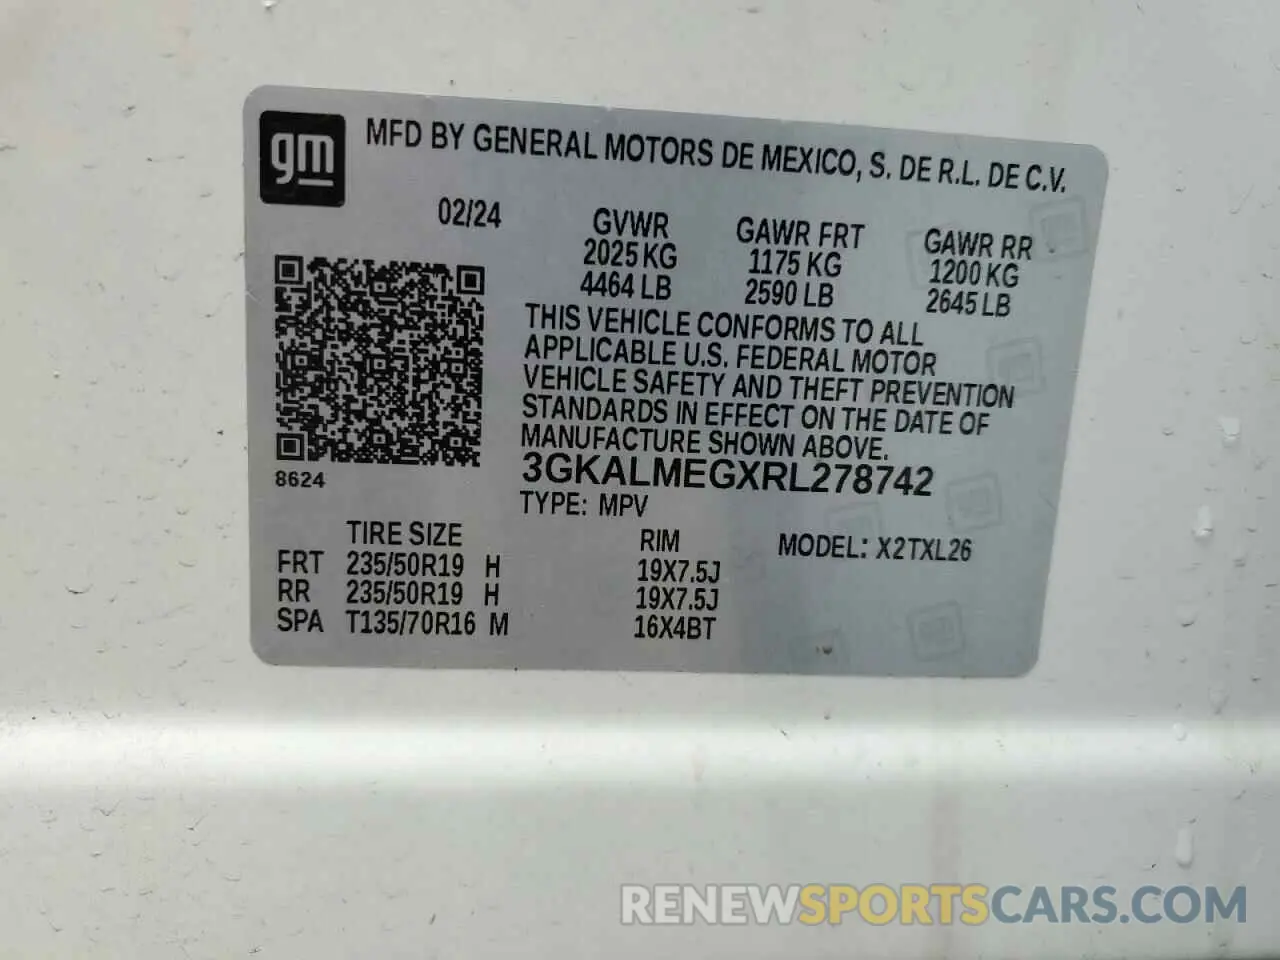 gm MFD BY GENERAL MOTORS DE MEXICO, S. DE R.L. DE C.V.
02/24 GVWR GAWR FRT GAWR RR
2025 KG 1175 KG 1200 KG
4464 LB 2590 LB 2645 LB
THIS VEHICLE CONFORMS TO ALL
APPLICABLE U.S. FEDERAL MOTOR
VEHICLE SAFETY AND THEFT PREVENTION
STANDARDS IN EFFECT ON THE DATE OF
MANUFACTURE SHOWN ABOVE.
8624 3GKALMEGXRL278742
TYPE: MPV
TIRE SIZE RIM MODEL: X2TXL26
FRT 235/50R19 H 19X7.5J
RR 235/50R19 H 19X7.5J
SPA T135/70R16 M 16X4BT
RENEWSPORTSCARS.COM